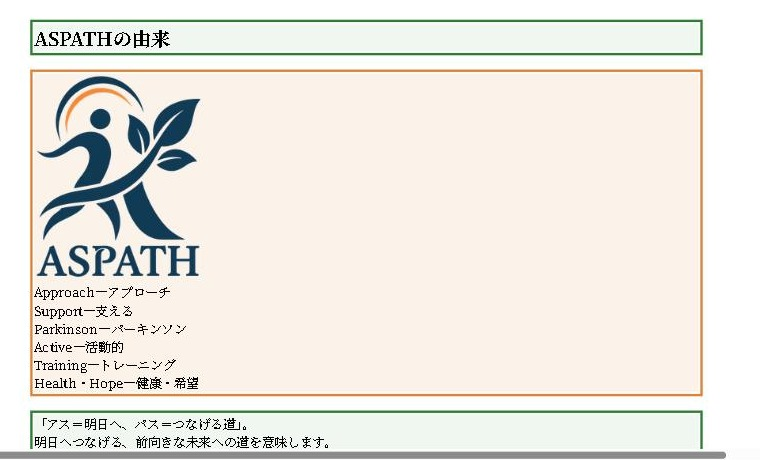 ASPATHの由来
ASPATH
Approachーアプローチ
Supportー支える
Parkinsonーパーキンソン
Activeー活動的
Trainingートレーニング
Health・Hopeー健康・希望
「アス＝明日へ、パス＝つなげる道」。
明日へつなげる、前向きな未来への道を意味します。